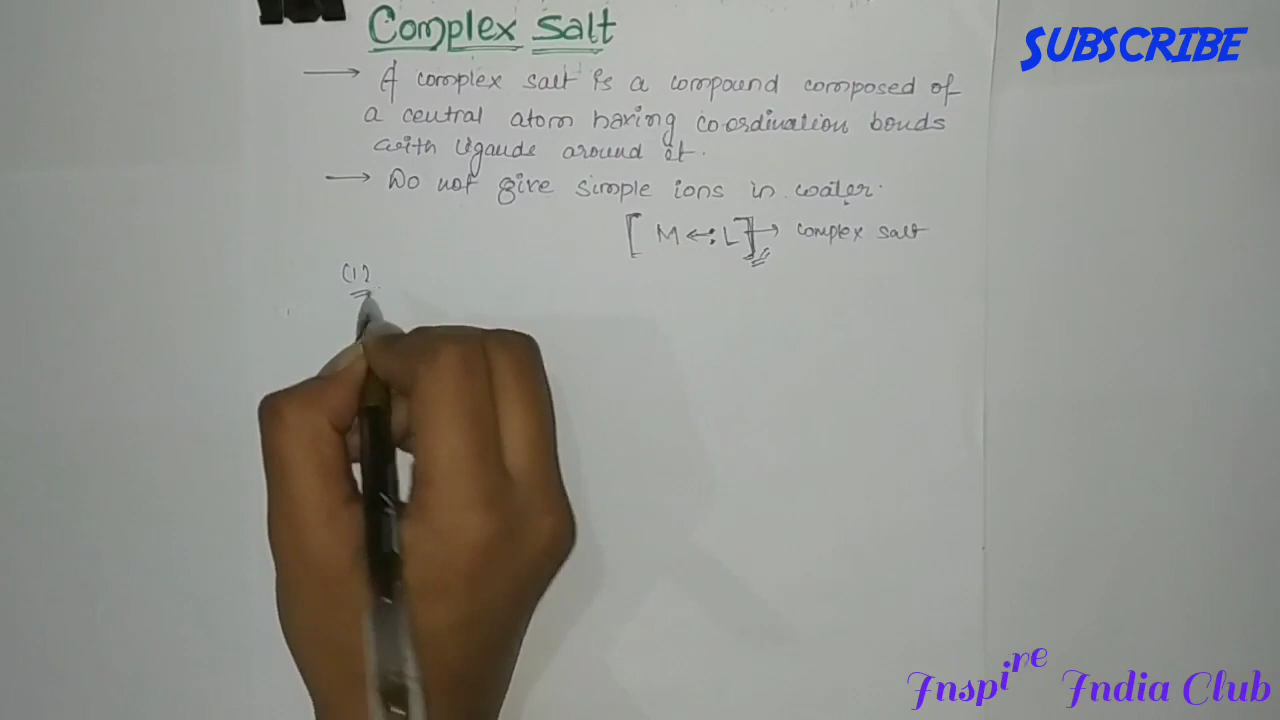 Complex Salt
SUBSCRIBE
→ A complex salt is a compound composed of
a central atom having co-ordination bonds
with ligands around it.
→ Do not give simple ions in water.
[M←:L] → complex salt
(1).
Inspire India Club